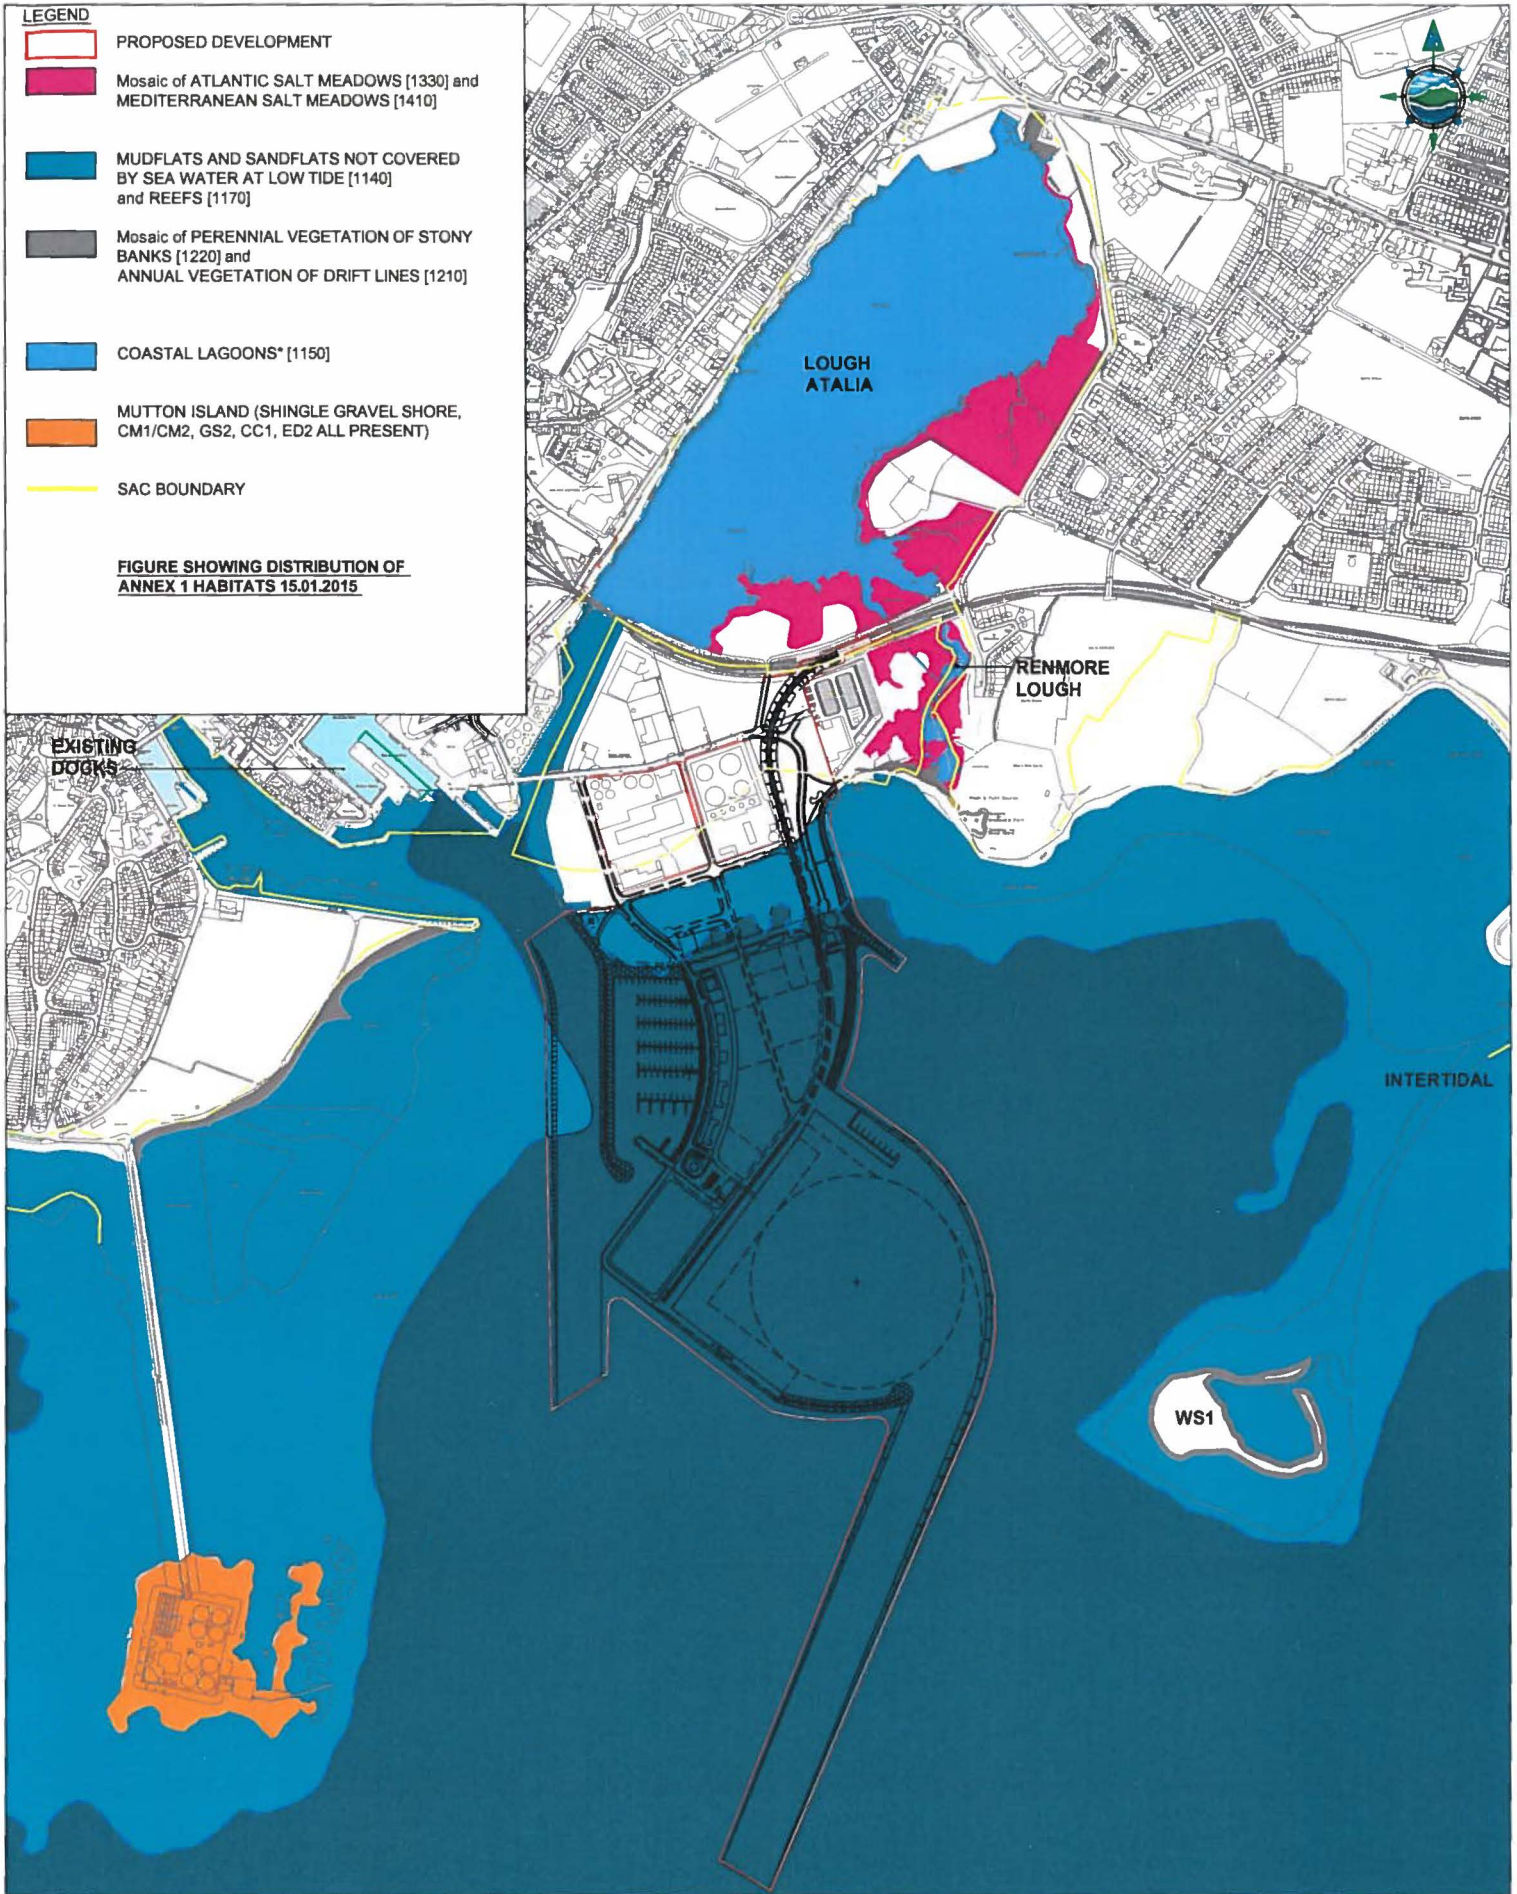 LEGEND
PROPOSED DEVELOPMENT
Mosaic of ATLANTIC SALT MEADOWS [1330] and
MEDITERRANEAN SALT MEADOWS [1410]
MUDFLATS AND SANDFLATS NOT COVERED
BY SEA WATER AT LOW TIDE [1140]
and REEFS [1170]
Mosaic of PERENNIAL VEGETATION OF STONY
BANKS [1220] and
ANNUAL VEGETATION OF DRIFT LINES [1210]
COASTAL LAGOONS* [1150]
MUTTON ISLAND (SHINGLE GRAVEL SHORE,
CM1/CM2, GS2, CC1, ED2 ALL PRESENT)
SAC BOUNDARY
FIGURE SHOWING DISTRIBUTION OF
ANNEX 1 HABITATS 15.01.2015
LOUGH
ATALIA
RENMORE
LOUGH
EXISTING
DOCKS
INTERTIDAL
WS1